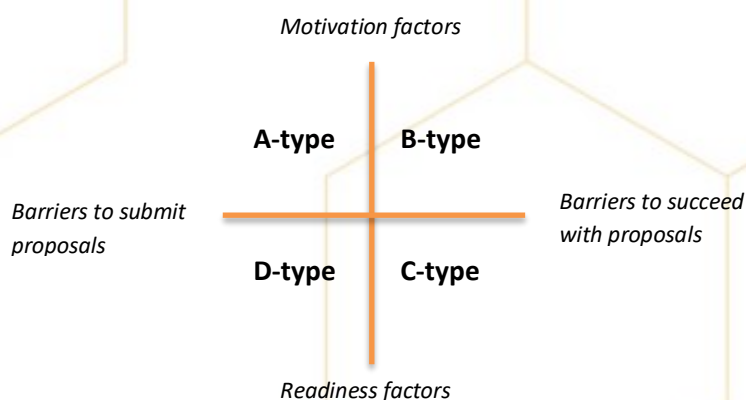 Motivation factors
A-type
B-type
Barriers to submit
proposals
Barriers to succeed
with proposals
D-type
C-type
Readiness factors